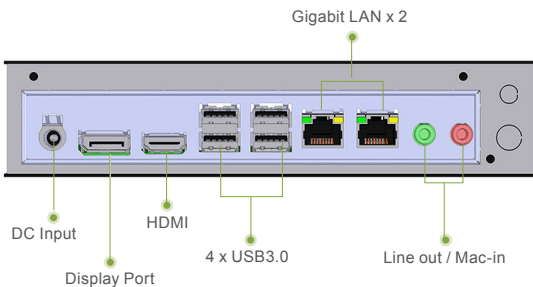 Gigabit LAN x 2
DC Input
Display Port
HDMI
4 x USB3.0
Line out / Mac-in